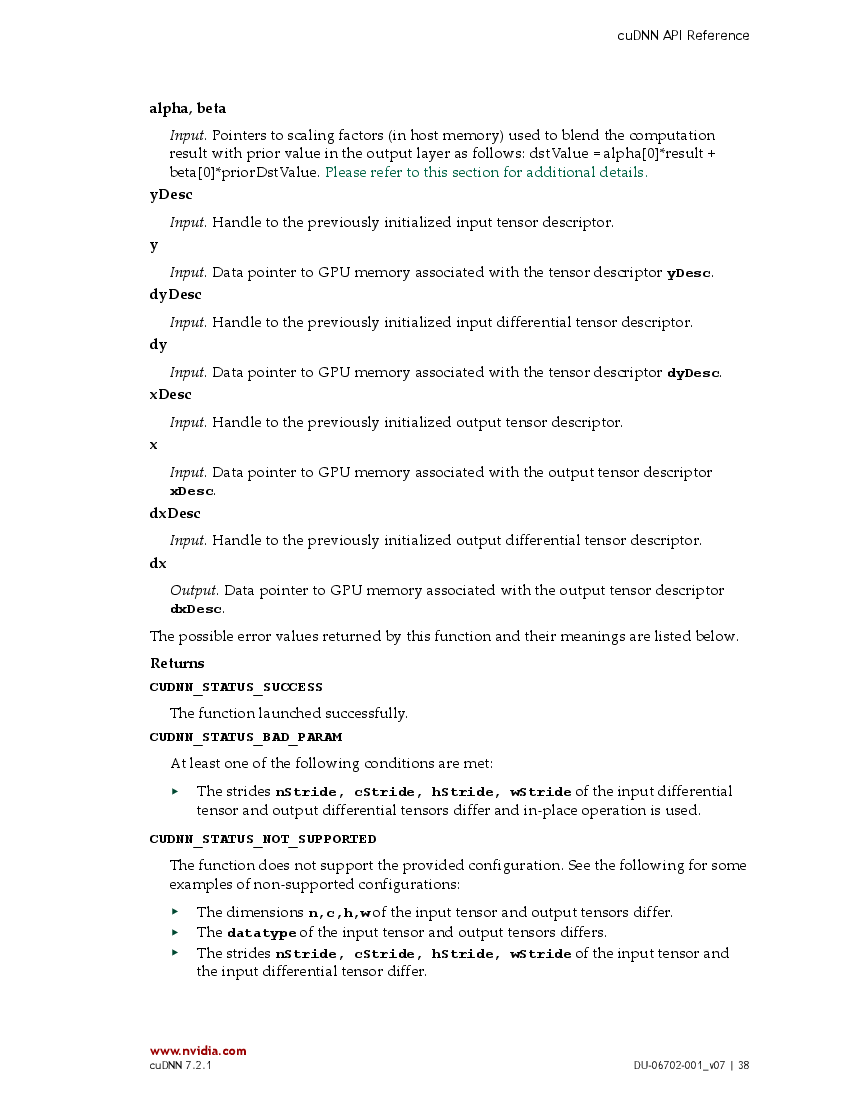 cuDNN API Reference
alpha, beta
Input. Pointers to scaling factors (in host memory) used to blend the computation
result with prior value in the output layer as follows: dstValue = alpha[0]*result +
beta[0]*priorDstValue. Please refer to this section for additional details.
yDesc
Input. Handle to the previously initialized input tensor descriptor.
y
Input. Data pointer to GPU memory associated with the tensor descriptor yDesc.
dyDesc
Input. Handle to the previously initialized input differential tensor descriptor.
dy
Input. Data pointer to GPU memory associated with the tensor descriptor dyDesc.
xDesc
Input. Handle to the previously initialized output tensor descriptor.
x
Input. Data pointer to GPU memory associated with the output tensor descriptor
xDesc.
dxDesc
Input. Handle to the previously initialized output differential tensor descriptor.
dx
Output. Data pointer to GPU memory associated with the output tensor descriptor
dxDesc.
The possible error values returned by this function and their meanings are listed below.
Returns
CUDNN_STATUS_SUCCESS
The function launched successfully.
CUDNN_STATUS_BAD_PARAM
At least one of the following conditions are met:
▸ The strides nStride, cStride, hStride, wStride of the input differential
tensor and output differential tensors differ and in-place operation is used.
CUDNN_STATUS_NOT_SUPPORTED
The function does not support the provided configuration. See the following for some
examples of non-supported configurations:
▸ The dimensions n,c,h,w of the input tensor and output tensors differ.
▸ The datatype of the input tensor and output tensors differs.
▸ The strides nStride, cStride, hStride, wStride of the input tensor and
the input differential tensor differ.
www.nvidia.com
cuDNN 7.2.1
DU-06702-001_v07 | 38